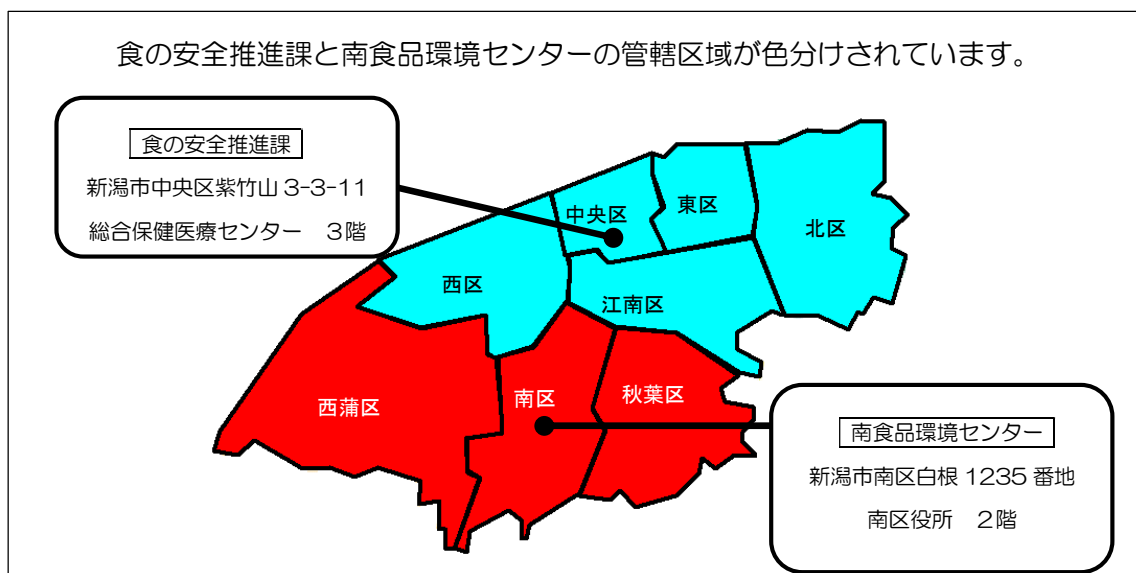 食の安全推進課と南食品環境センターの管轄区域が色分けされています。
食の安全推進課
新潟市中央区紫竹山 3-3-11
総合保健医療センター 3階
中央区
東区
北区
西区
江南区
西蒲区
南区
秋葉区
南食品環境センター
新潟市南区白根 1235 番地
南区役所 2階